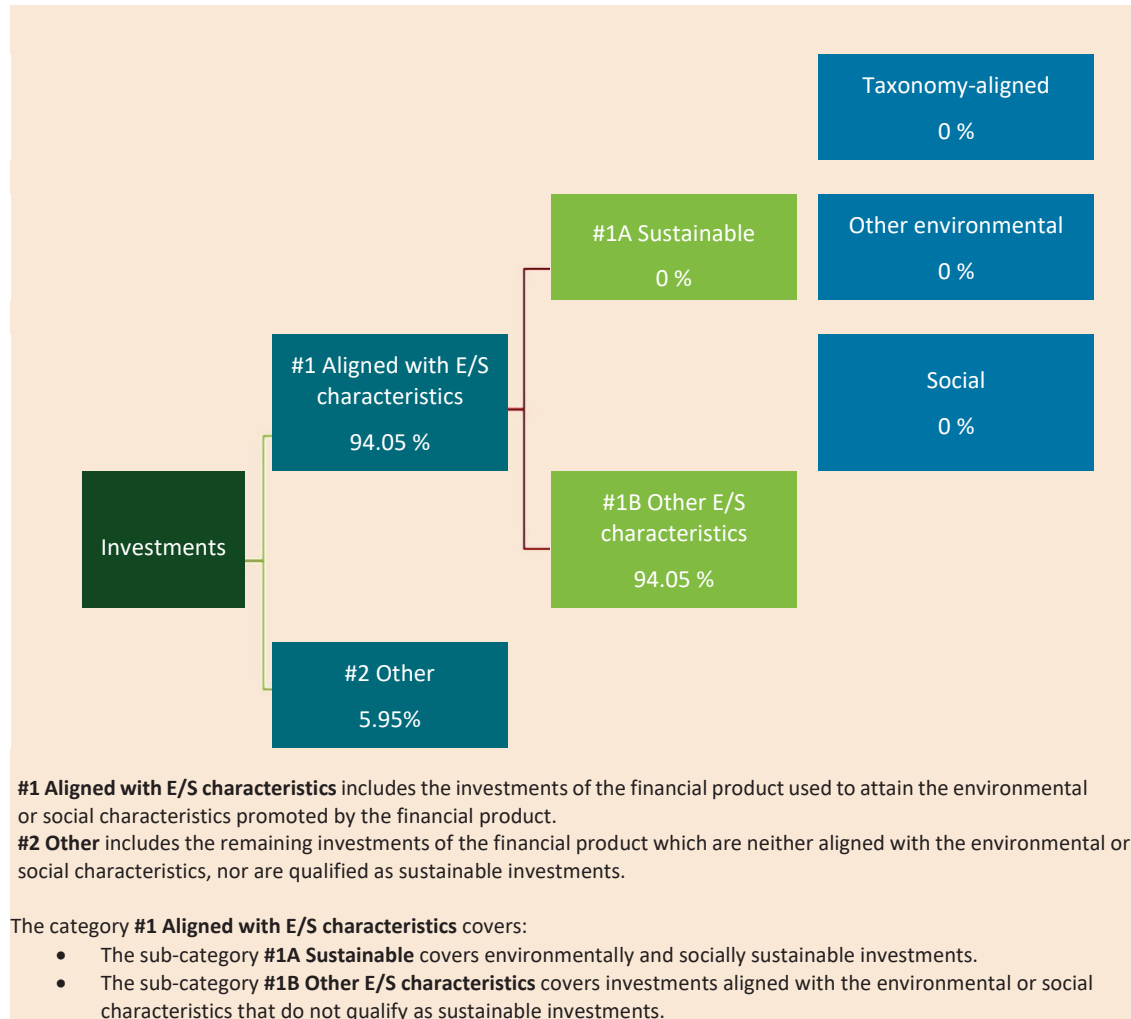 Taxonomy-aligned
0 %
#1A Sustainable
0 %
Other environmental
0 %
#1 Aligned with E/S
characteristics
94.05 %
Social
0 %
Investments
#1B Other E/S
characteristics
94.05 %
#2 Other
5.95%
#1 Aligned with E/S characteristics includes the investments of the financial product used to attain the environmental
or social characteristics promoted by the financial product.
#2 Other includes the remaining investments of the financial product which are neither aligned with the environmental or
social characteristics, nor are qualified as sustainable investments.
The category #1 Aligned with E/S characteristics covers:
• The sub-category #1A Sustainable covers environmentally and socially sustainable investments.
• The sub-category #1B Other E/S characteristics covers investments aligned with the environmental or social
characteristics that do not qualify as sustainable investments.